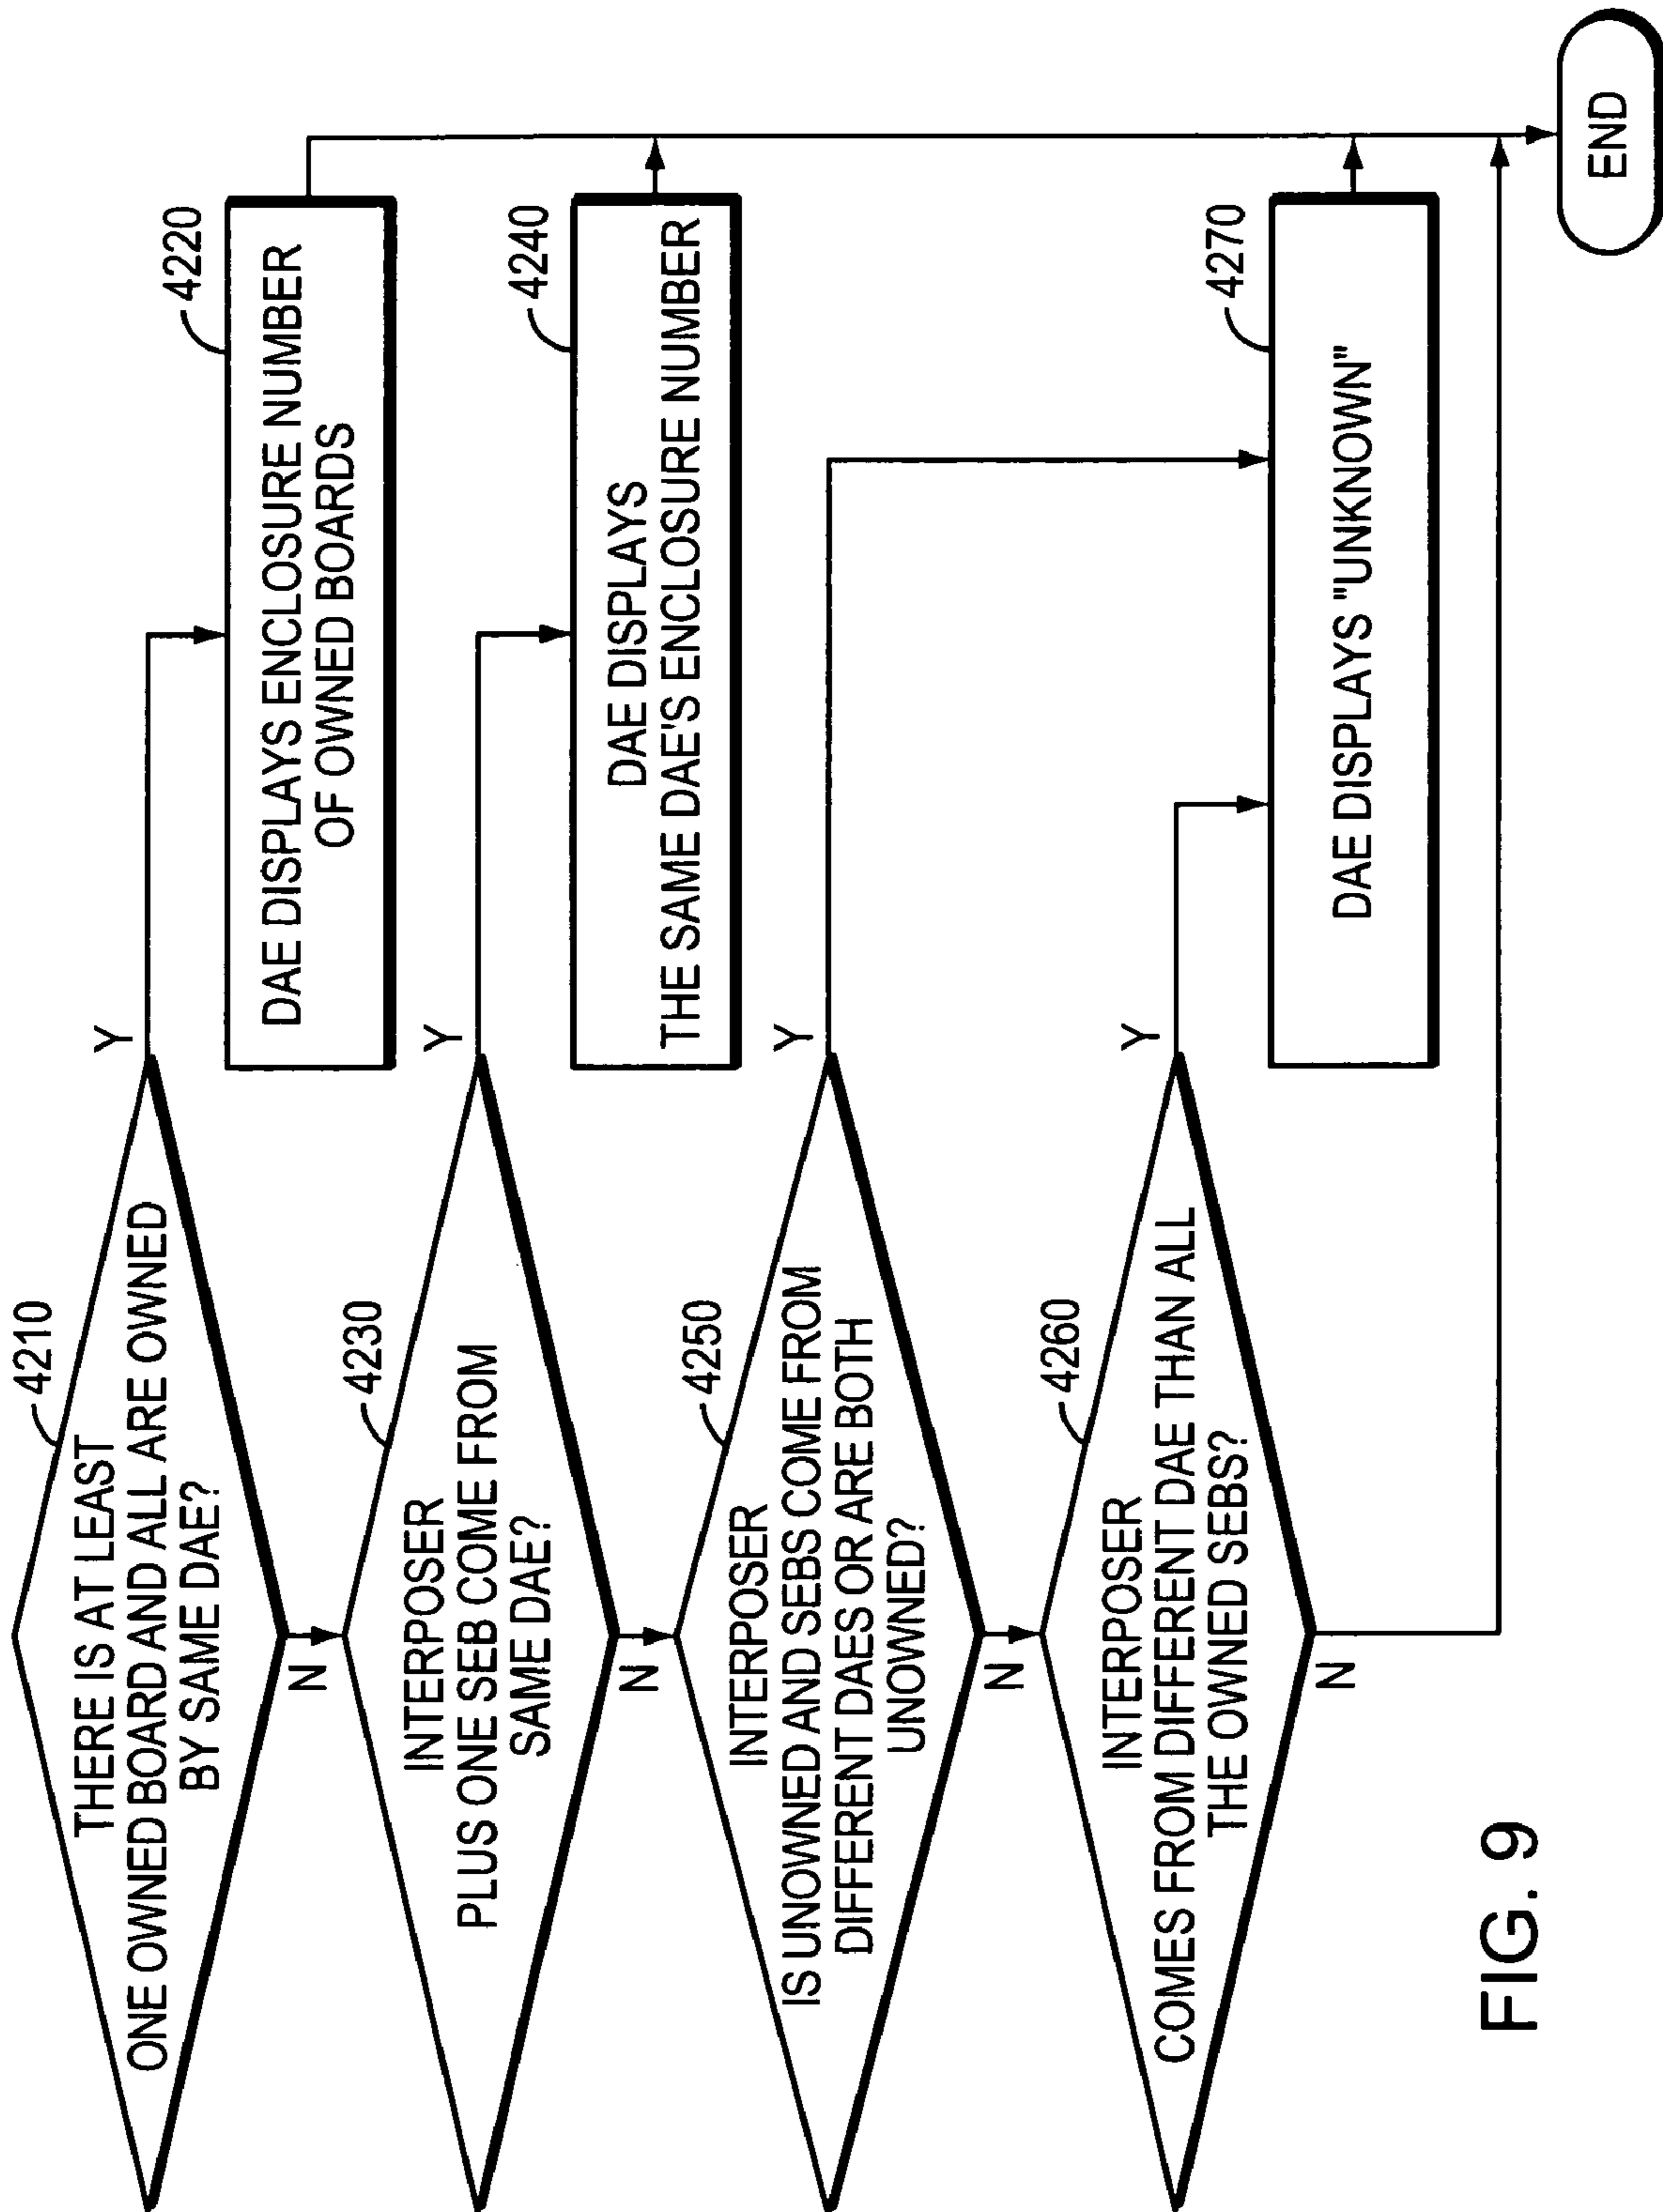 4210
THERE IS AT LEAST
ONE OWNED BOARD AND ALL ARE OWNED
BY SAME DAE?
Y
N
4220
DAE DISPLAYS ENCLOSURE NUMBER
OF OWNED BOARDS
4230
INTERPOSER
PLUS ONE SEB COME FROM
SAME DAE?
Y
N
4240
DAE DISPLAYS
THE SAME DAE'S ENCLOSURE NUMBER
4250
INTERPOSER
IS UNOWNED AND SEBS COME FROM
DIFFERENT DAES OR ARE BOTH
UNOWNED?
Y
N
4260
INTERPOSER
COMES FROM DIFFERENT DAE THAN ALL
THE OWNED SEBS?
Y
N
4270
DAE DISPLAYS "UNIKNOWN"
END
FIG. 9